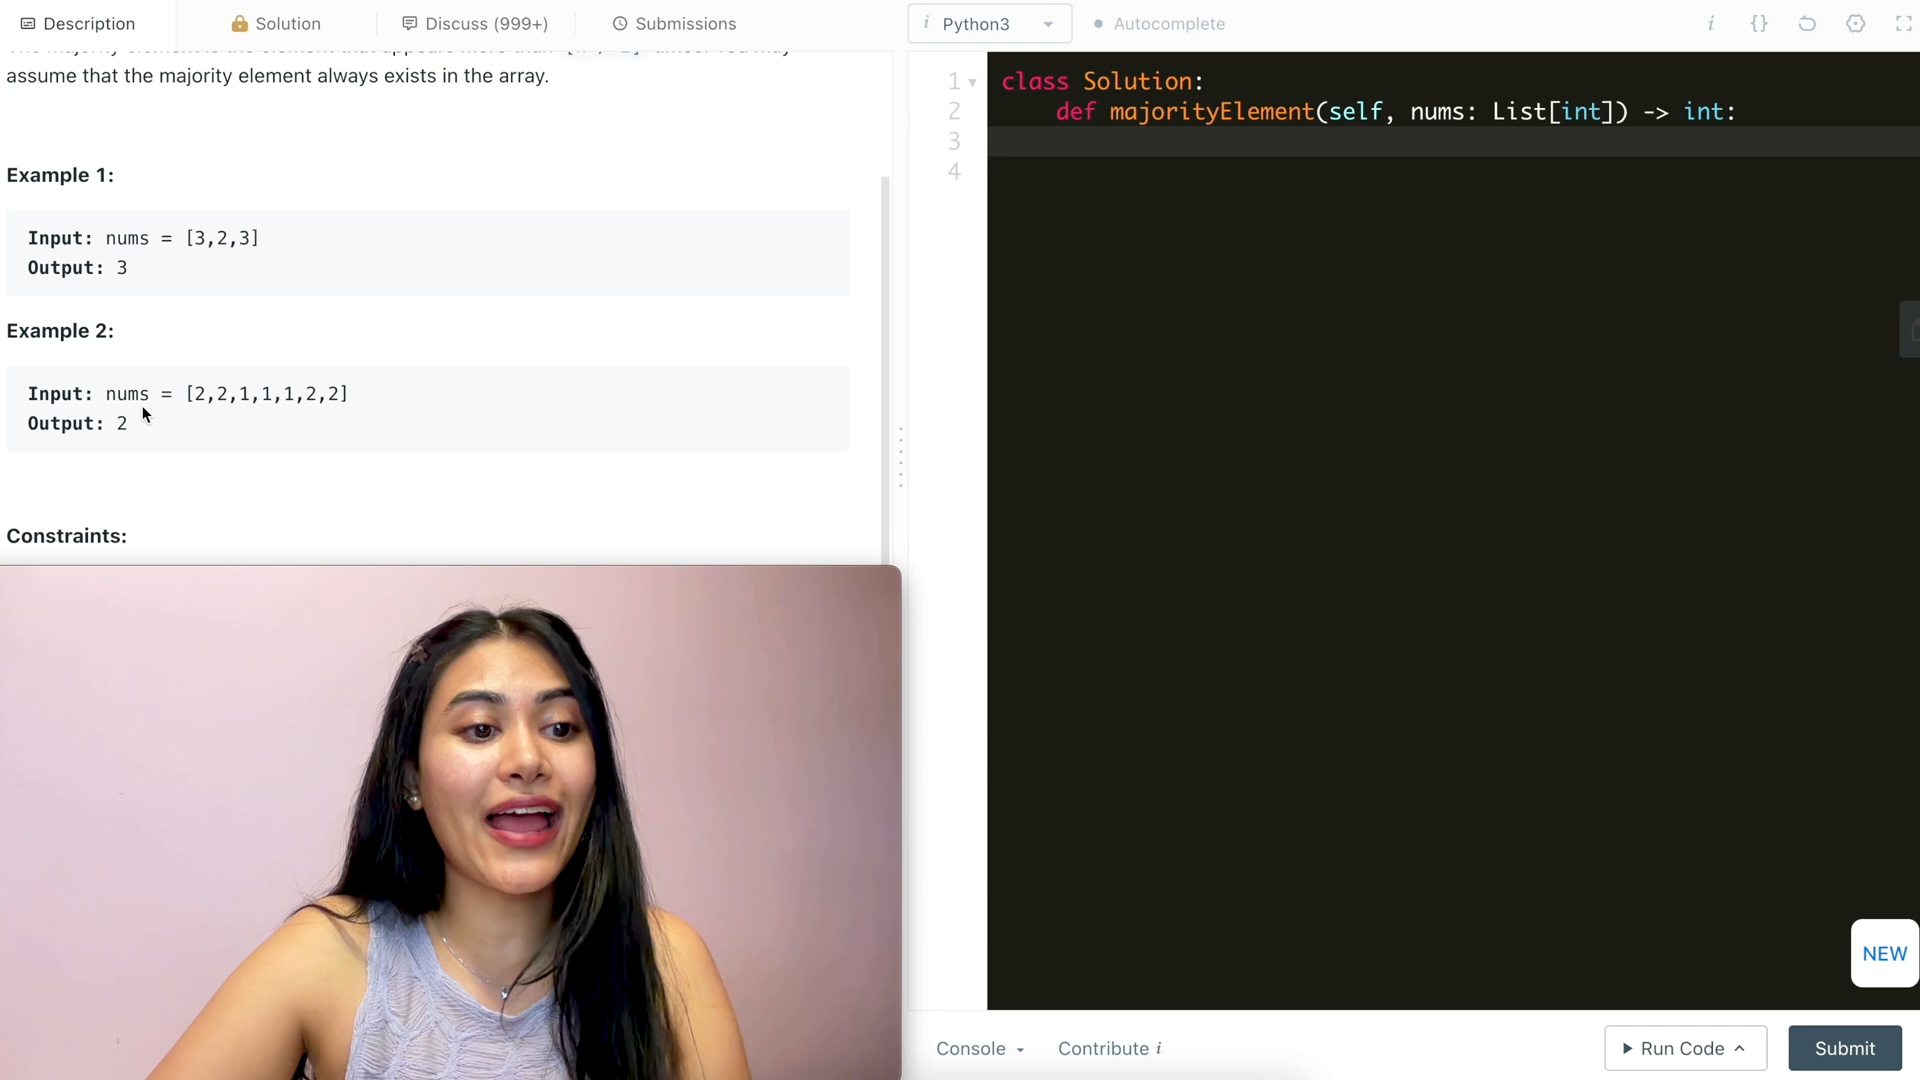 Description
Solution
Discuss (999+)
Submissions
i Python3
Autocomplete
i {}
assume that the majority element always exists in the array.
Example 1:
Input: nums = [3,2,3]
Output: 3
Example 2:
Input: nums = [2,2,1,1,1,2,2]
Output: 2
Constraints:
1 class Solution:
2 def majorityElement(self, nums: List[int]) -> int:
3
4
NEW
Console
Contribute i
Run Code
Submit